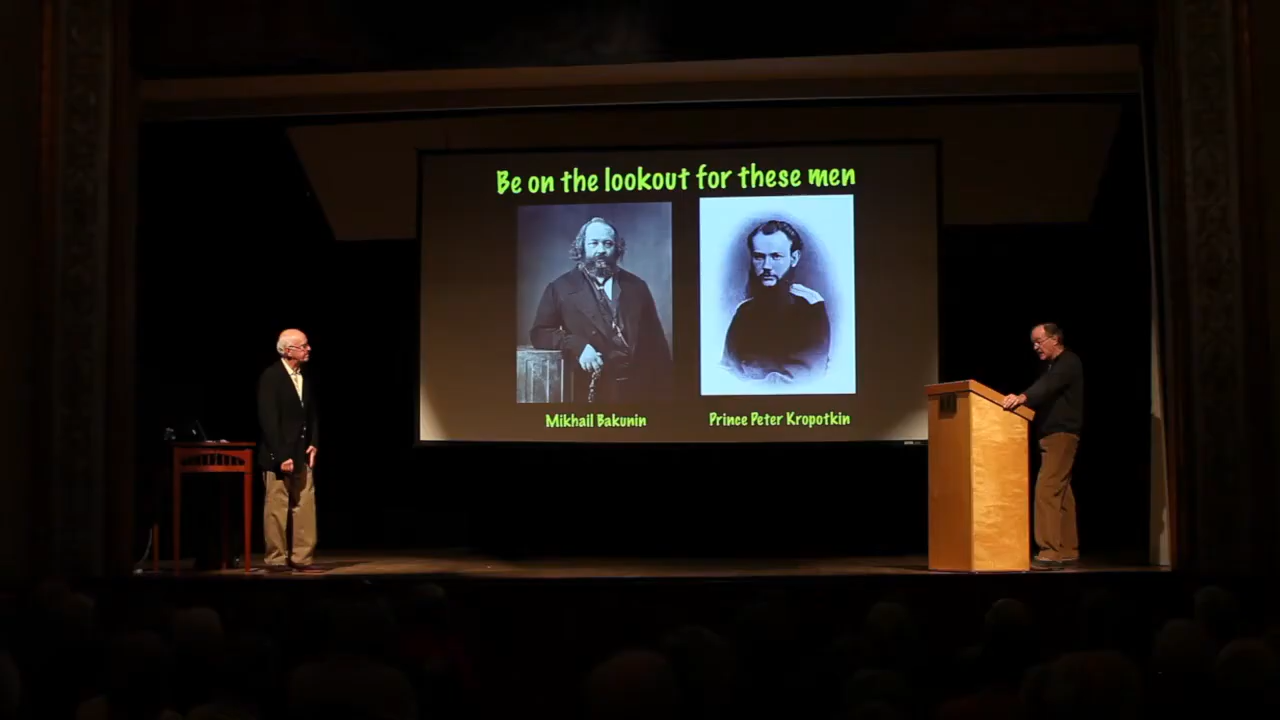 Be on the lookout for these men
Mikhail Bakunin
Prince Peter Kropotkin